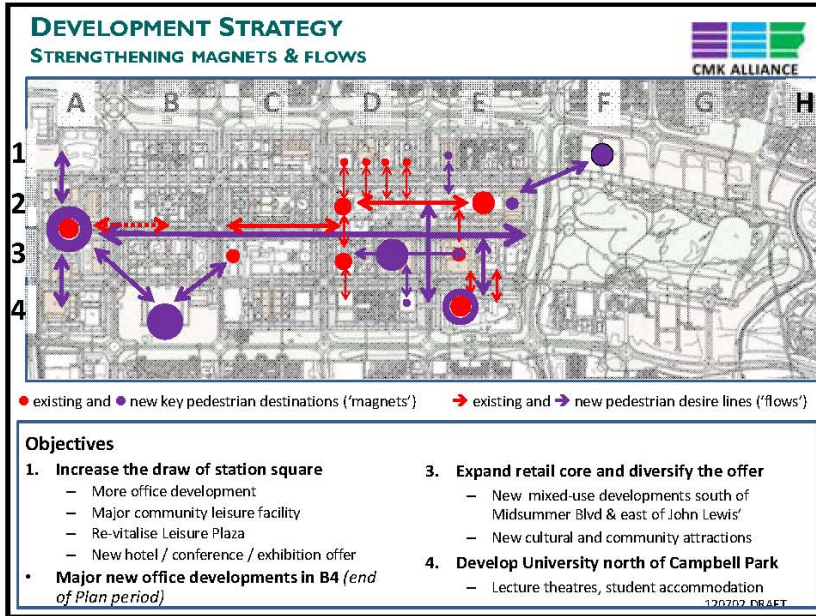 DEVELOPMENT STRATEGY
STRENGTHENING MAGNETS & FLOWS
CMK ALLIANCE
A B C D E F G H
1
2
3
4
existing and new key pedestrian destinations ('magnets') existing and new pedestrian desire lines ('flows')
Objectives
1. Increase the draw of station square
– More office development
– Major community leisure facility
– Re-vitalise Leisure Plaza
– New hotel / conference / exhibition offer
• Major new office developments in B4 (end
of Plan period)
3. Expand retail core and diversify the offer
– New mixed-use developments south of
Midsummer Blvd & east of John Lewis'
– New cultural and community attractions
4. Develop University north of Campbell Park
– Lecture theatres, student accommodation
120702 DRAFT